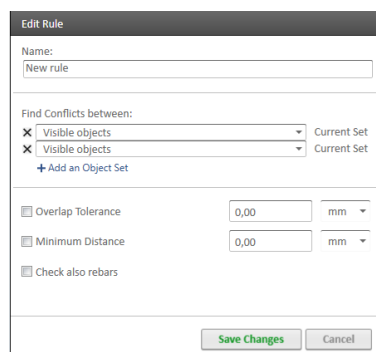 Edit Rule
Name:
New rule
Find Conflicts between:
Visible objects Current Set
Visible objects Current Set
+ Add an Object Set
Overlap Tolerance 0,00 mm
Minimum Distance 0,00 mm
Check also rebars
Save Changes Cancel